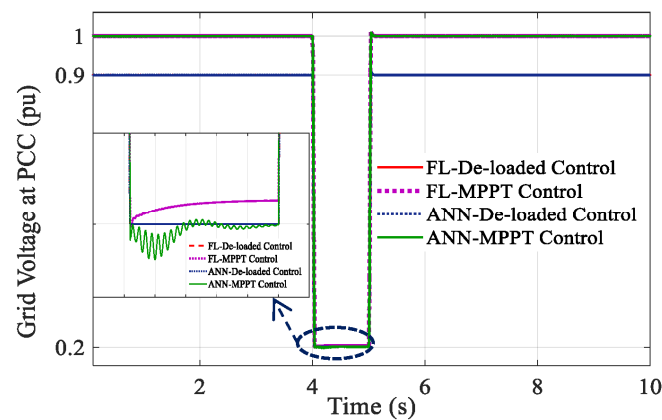 Grid Voltage at PCC (pu)
1
0.9
0.2
FL-De-loaded Control
FL-MPPT Control
ANN-De-loaded Control
ANN-MPPT Control
FL-De-loaded Control
FL-MPPT Control
ANN-De-loaded Control
ANN-MPPT Control
2
4
6
8
10
Time (s)